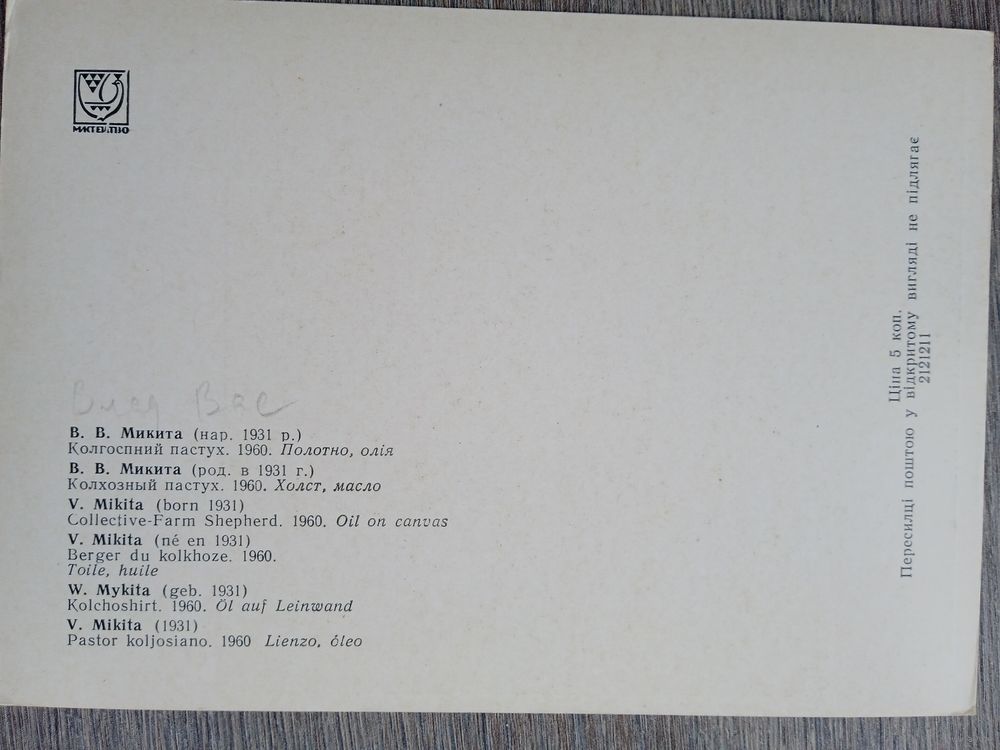 МИСТЕЦТВО
Влад Вас
В. В. Микита (нар. 1931 р.)
Колгоспний пастух. 1960. Полотно, олія
В. В. Микита (род. в 1931 г.)
Колхозный пастух. 1960. Холст, масло
V. Mikita (born 1931)
Collective-Farm Shepherd. 1960. Oil on canvas
V. Mikita (né en 1931)
Berger du kolkhoze. 1960.
Toile, huile
W. Mykita (geb. 1931)
Kolchoshirt. 1960. Öl auf Leinwand
V. Mikita (1931)
Pastor koljosiano. 1960 Lienzo, óleo
Ціна 5 коп.
Пересилці поштою у відкритому вигляді не підлягає
2121211